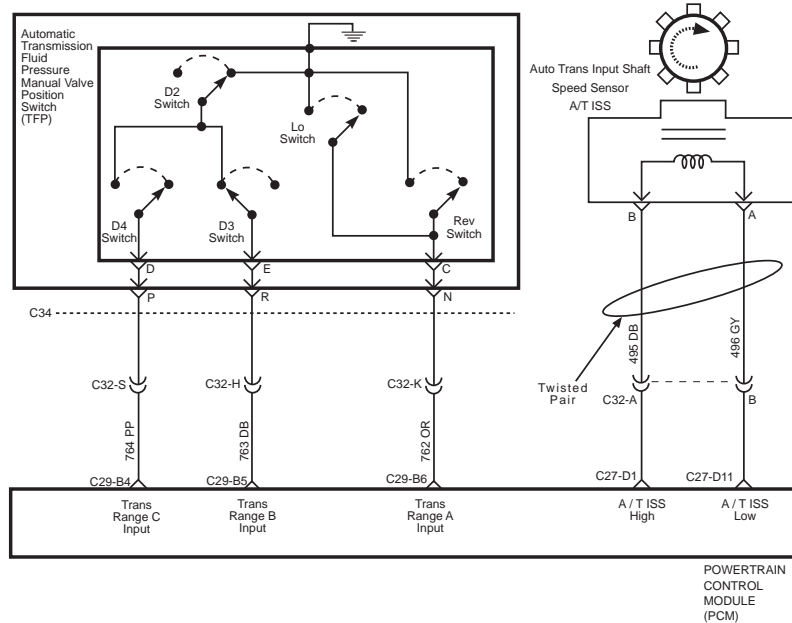 Automatic
Transmission
Fluid
Pressure
Manual Valve
Position
Switch
(TFP)
D2
Switch
Lo
Switch
D4
Switch
D3
Switch
Rev
Switch
D
E
C
P
R
N
C34
C32-S
C32-H
C32-K
764 PP
763 DB
762 OR
C29-B4
C29-B5
C29-B6
Trans
Range C
Input
Trans
Range B
Input
Trans
Range A
Input
Auto Trans Input Shaft
Speed Sensor
A/T ISS
B
A
495 DB
496 GY
Twisted
Pair
C32-A
B
C27-D1
C27-D11
A / T ISS
High
A / T ISS
Low
POWERTRAIN
CONTROL
MODULE
(PCM)